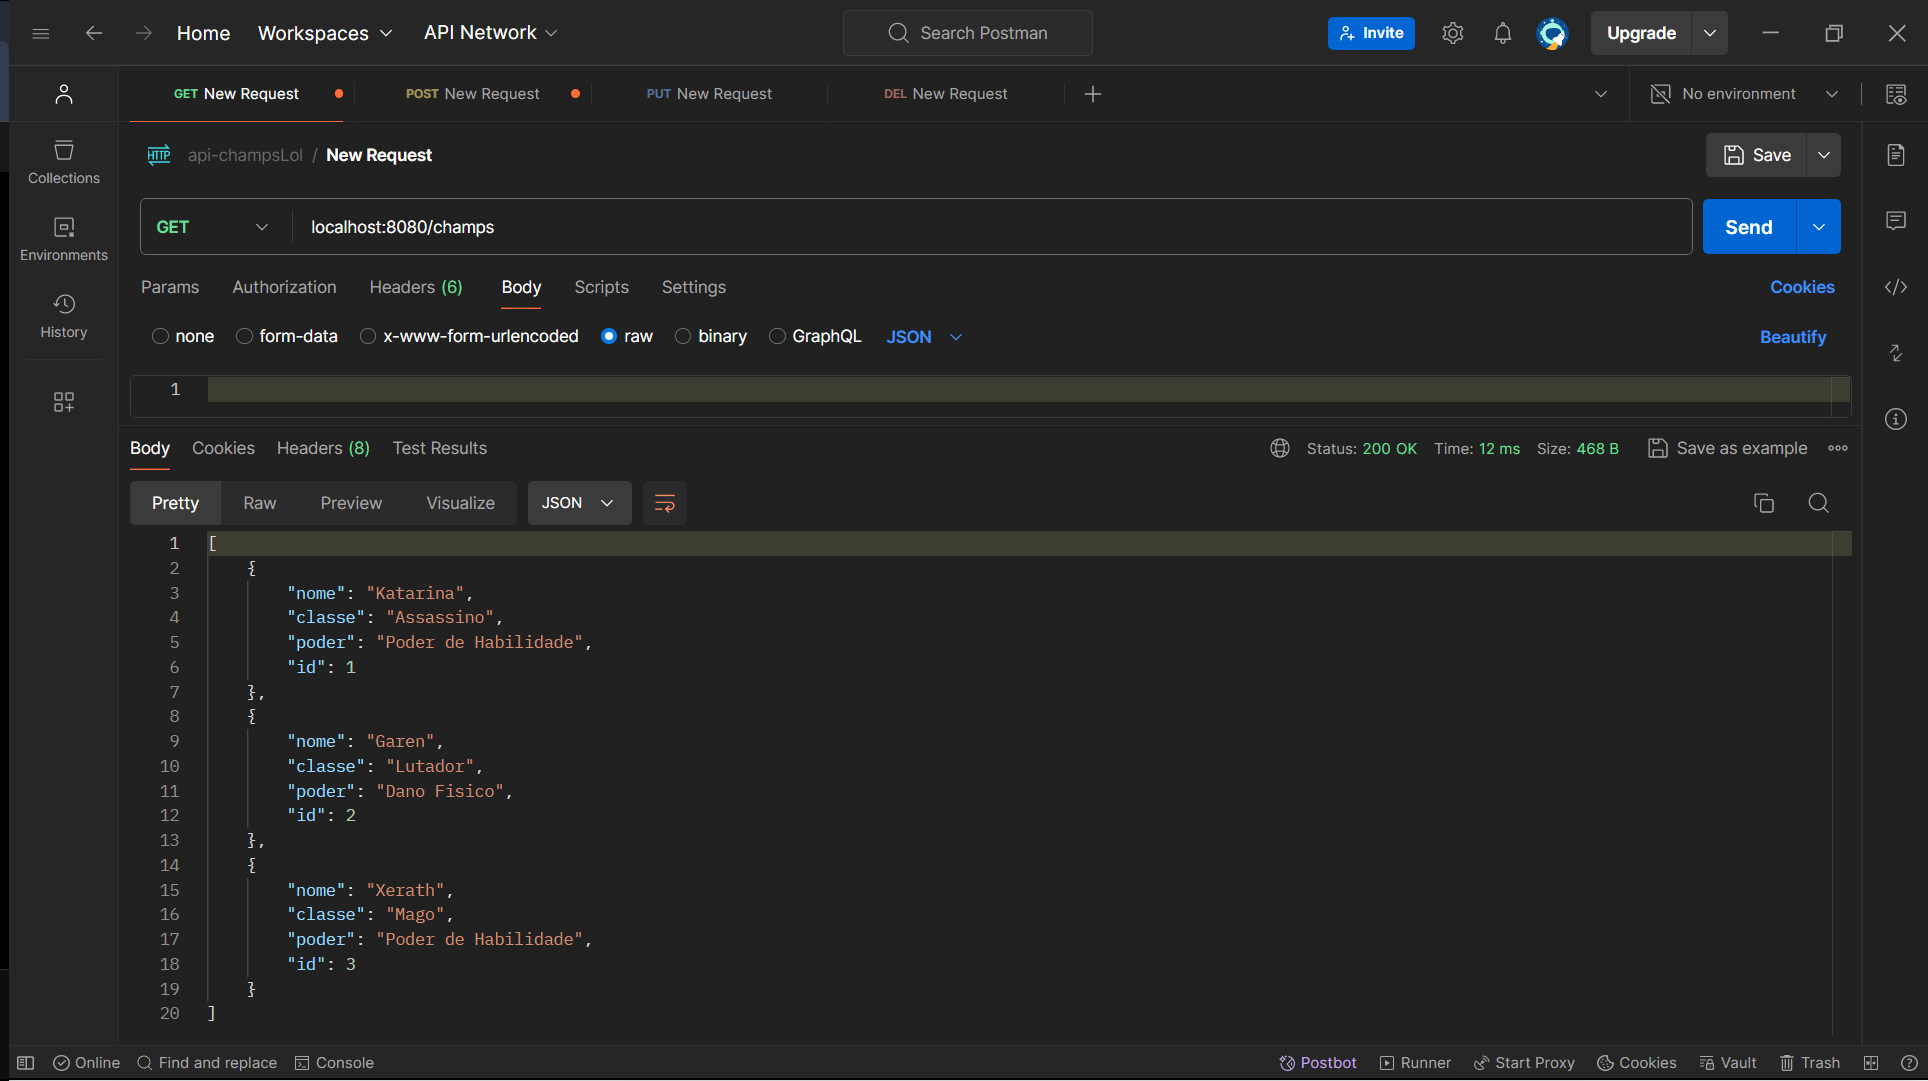 Home Workspaces API Network Search Postman Invite Upgrade
GET New Request POST New Request PUT New Request DEL New Request No environment
HTTP api-champsLol / New Request Save
Collections
Environments
History
GET localhost:8080/champs Send
Params Authorization Headers (6) Body Scripts Settings Cookies
none form-data x-www-form-urlencoded raw binary GraphQL JSON Beautify
1
Body Cookies Headers (8) Test Results Status: 200 OK Time: 12 ms Size: 468 B Save as example
Pretty Raw Preview Visualize JSON
1 [
2 {
3 "nome": "Katarina",
4 "classe": "Assassino",
5 "poder": "Poder de Habilidade",
6 "id": 1
7 },
8 {
9 "nome": "Garen",
10 "classe": "Lutador",
11 "poder": "Dano Fisico",
12 "id": 2
13 },
14 {
15 "nome": "Xerath",
16 "classe": "Mago",
17 "poder": "Poder de Habilidade",
18 "id": 3
19 }
20 ]
Online Find and replace Console Postbot Runner Start Proxy Cookies Vault Trash